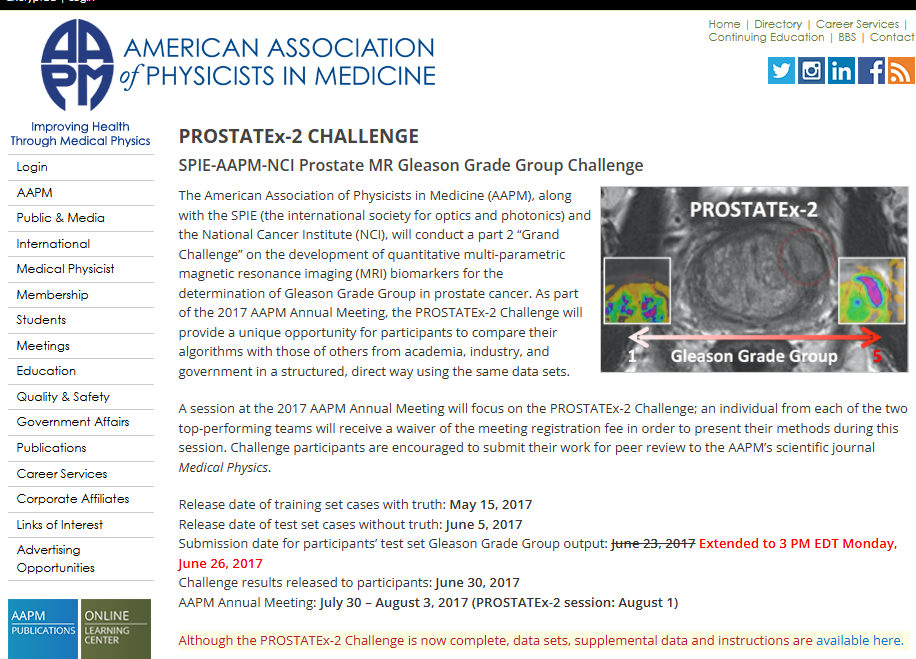 Home | Directory | Career Services |
Continuing Education | BBS | Contact
AAPM
AMERICAN ASSOCIATION
of PHYSICISTS IN MEDICINE
Improving Health
Through Medical Physics
Login
AAPM
Public & Media
International
Medical Physicist
Membership
Students
Meetings
Education
Quality & Safety
Government Affairs
Publications
Career Services
Corporate Affiliates
Links of Interest
Advertising
Opportunities
AAPM
PUBLICATIONS
ONLINE
LEARNING
CENTER
PROSTATEx-2 CHALLENGE
SPIE-AAPM-NCI Prostate MR Gleason Grade Group Challenge
The American Association of Physicists in Medicine (AAPM), along
with the SPIE (the international society for optics and photonics) and
the National Cancer Institute (NCI), will conduct a part 2 “Grand
Challenge” on the development of quantitative multi-parametric
magnetic resonance imaging (MRI) biomarkers for the
determination of Gleason Grade Group in prostate cancer. As part
of the 2017 AAPM Annual Meeting, the PROSTATEx-2 Challenge will
provide a unique opportunity for participants to compare their
algorithms with those of others from academia, industry, and
government in a structured, direct way using the same data sets.
PROSTATEx-2
1 Gleason Grade Group 5
A session at the 2017 AAPM Annual Meeting will focus on the PROSTATEx-2 Challenge; an individual from each of the two
top-performing teams will receive a waiver of the meeting registration fee in order to present their methods during this
session. Challenge participants are encouraged to submit their work for peer review to the AAPM’s scientific journal
Medical Physics.
Release date of training set cases with truth: May 15, 2017
Release date of test set cases without truth: June 5, 2017
Submission date for participants’ test set Gleason Grade Group output: June 23, 2017 Extended to 3 PM EDT Monday,
June 26, 2017
Challenge results released to participants: June 30, 2017
AAPM Annual Meeting: July 30 – August 3, 2017 (PROSTATEx-2 session: August 1)
Although the PROSTATEx-2 Challenge is now complete, data sets, supplemental data and instructions are available here.